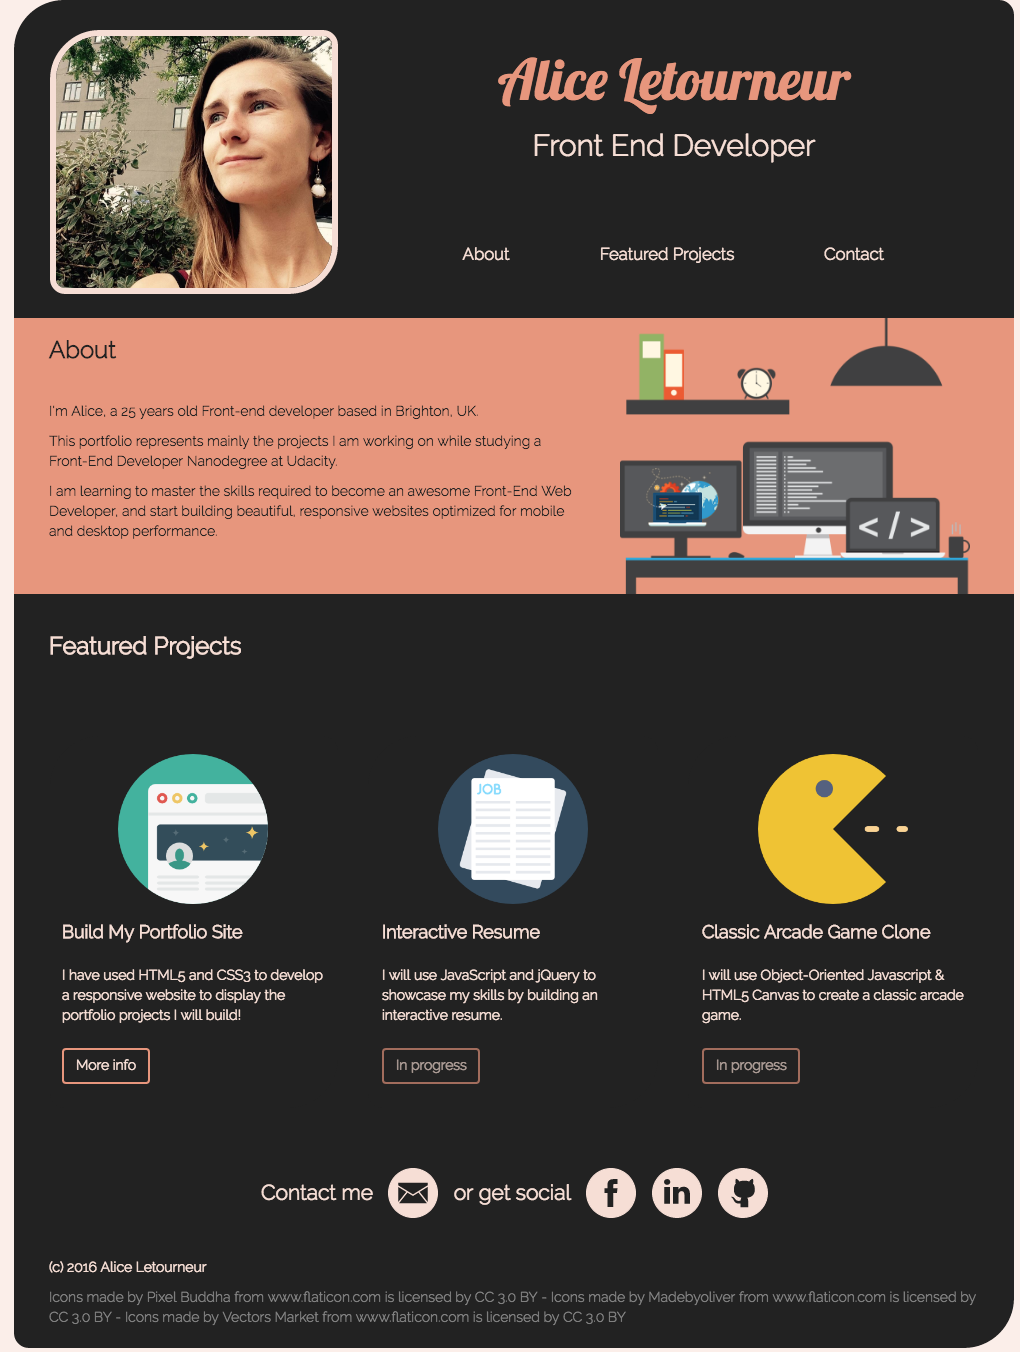 Alice Letourneur
Front End Developer
About
Featured Projects
Contact
About
I'm Alice, a 25 years old Front-end developer based in Brighton, UK.
This portfolio represents mainly the projects I am working on while studying a
Front-End Developer Nanodegree at Udacity.
I am learning to master the skills required to become an awesome Front-End Web
Developer, and start building beautiful, responsive websites optimized for mobile
and desktop performance.
</>
Featured Projects
JOB
Build My Portfolio Site
I have used HTML5 and CSS3 to develop
a responsive website to display the
portfolio projects I will build!
More info
Interactive Resume
I will use JavaScript and jQuery to
showcase my skills by building an
interactive resume.
In progress
Classic Arcade Game Clone
I will use Object-Oriented Javascript &
HTML5 Canvas to create a classic arcade
game.
In progress
Contact me
or get social
f
in
(c) 2016 Alice Letourneur
Icons made by Pixel Buddha from www.flaticon.com is licensed by CC 3.0 BY - Icons made by Madebyoliver from www.flaticon.com is licensed by
CC 3.0 BY - Icons made by Vectors Market from www.flaticon.com is licensed by CC 3.0 BY